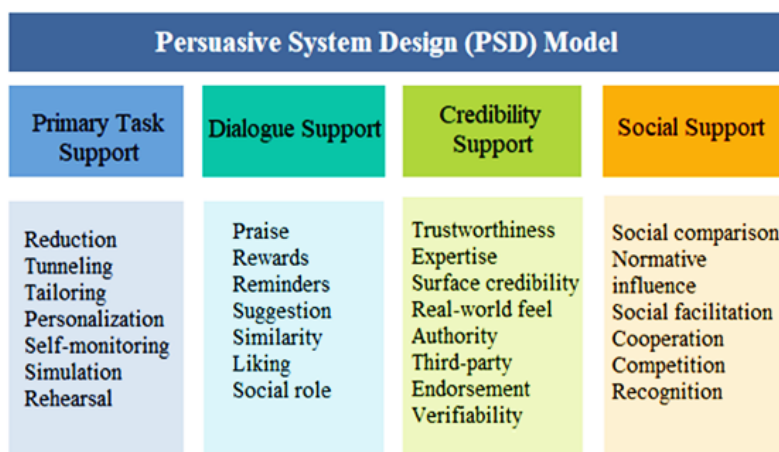 Persuasive System Design (PSD) Model
Primary Task
Support
Reduction
Tunneling
Tailoring
Personalization
Self-monitoring
Simulation
Rehearsal
Dialogue Support
Praise
Rewards
Reminders
Suggestion
Similarity
Liking
Social role
Credibility
Support
Trustworthiness
Expertise
Surface credibility
Real-world feel
Authority
Third-party
Endorsement
Verifiability
Social Support
Social comparison
Normative
influence
Social facilitation
Cooperation
Competition
Recognition